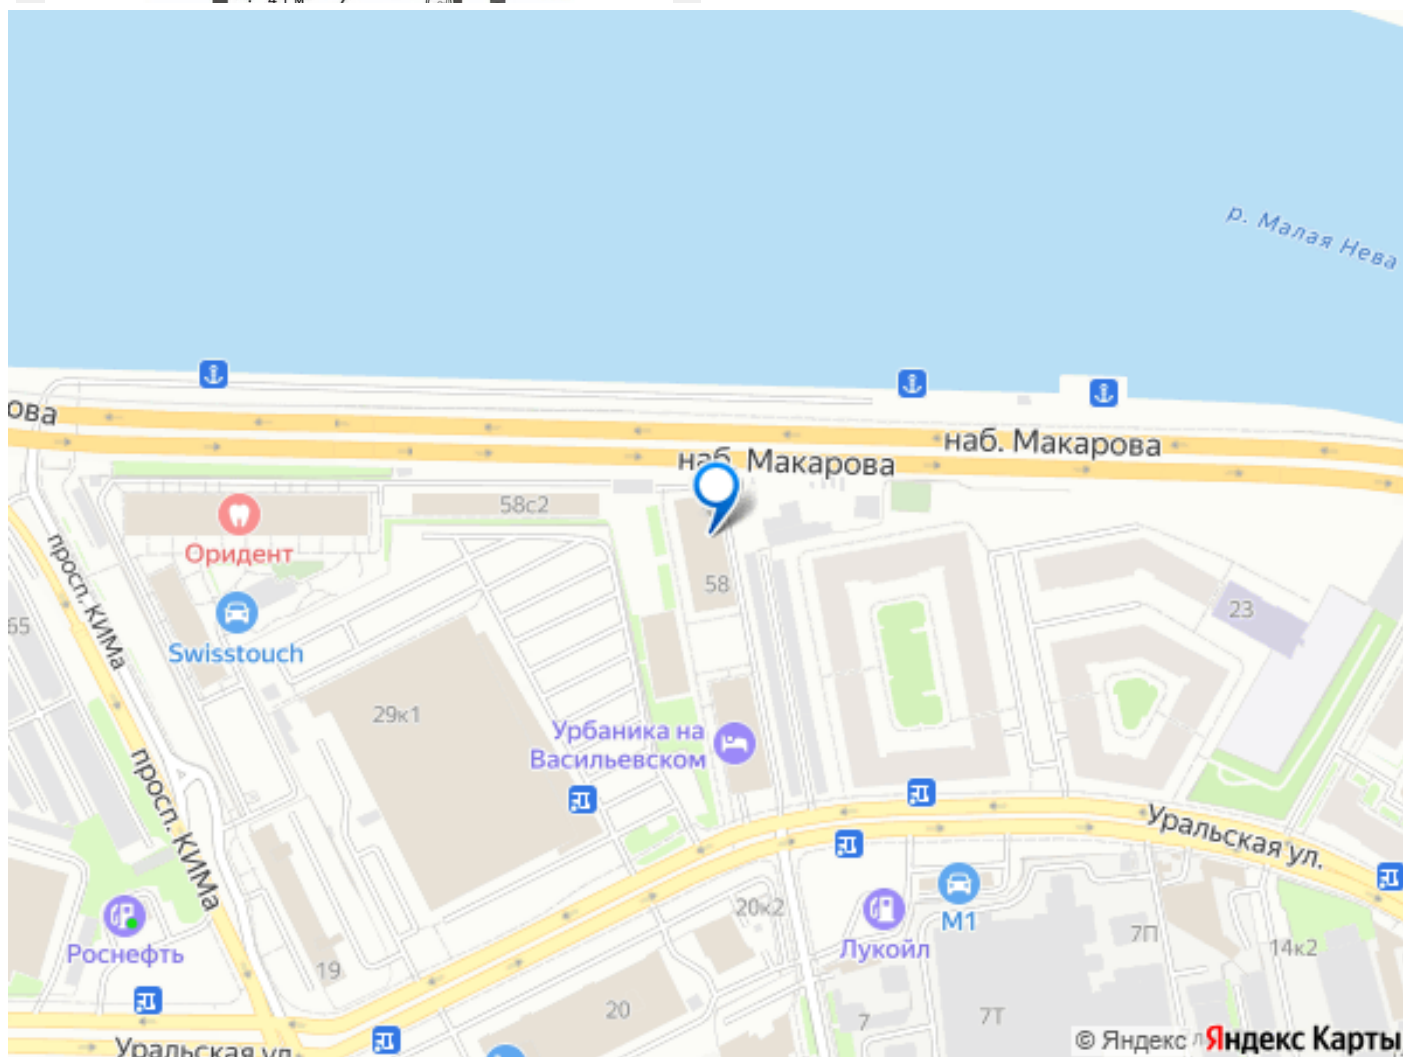 р. Малая Нева
ова
наб. Макарова
наб. Макарова
58с2
Оридент
просп. КИМа
58
23
65
Swisstouch
29к1
Урбаника на
Васильевском
просп. КИМа
Уральская ул.
20к2
М1
Роснефть
Лукойл
7П
14к2
19
20
7
7Т
Уральская ул.
© Яндекс
Яндекс Карты